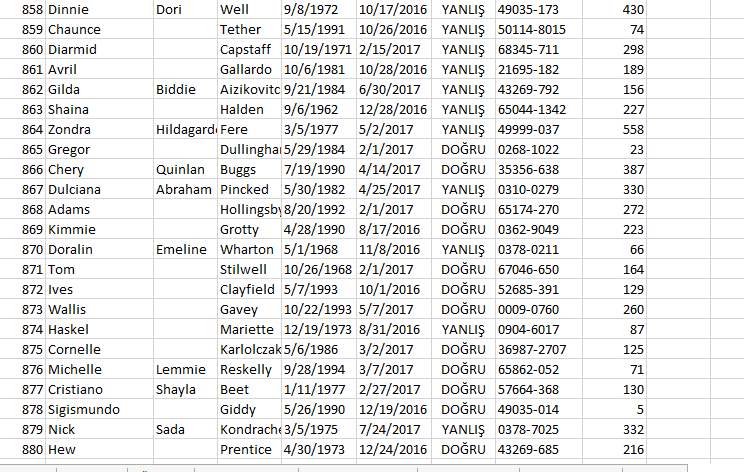 858 Dinnie Dori Well 9/8/1972 10/17/2016 YANLIŞ 49035-173 430
859 Chaunce Tether 5/15/1991 10/26/2016 YANLIŞ 50114-8015 74
860 Diarmid Capstaff 10/19/1971 2/15/2017 YANLIŞ 68345-711 298
861 Avril Gallardo 10/6/1981 10/28/2016 YANLIŞ 21695-182 189
862 Gilda Biddie Aizikovitc 9/21/1984 6/30/2017 YANLIŞ 43269-792 156
863 Shaina Halden 9/6/1962 12/28/2016 YANLIŞ 65044-1342 227
864 Zondra Hildagarde Fere 3/5/1977 5/2/2017 YANLIŞ 49999-037 558
865 Gregor Dullingha 5/29/1984 2/1/2017 DOĞRU 0268-1022 23
866 Chery Quinlan Buggs 7/19/1990 4/14/2017 DOĞRU 35356-638 387
867 Dulciana Abraham Pincked 5/30/1982 4/25/2017 YANLIŞ 0310-0279 330
868 Adams Hollingsby 8/20/1992 2/1/2017 DOĞRU 65174-270 272
869 Kimmie Grotty 4/28/1990 8/17/2016 DOĞRU 0362-9049 223
870 Doralin Emeline Wharton 5/1/1968 11/8/2016 YANLIŞ 0378-0211 66
871 Tom Stilwell 10/26/1968 2/1/2017 DOĞRU 67046-650 164
872 Ives Clayfield 5/7/1993 10/1/2016 DOĞRU 52685-391 129
873 Wallis Gavey 10/22/1993 5/7/2017 DOĞRU 0009-0760 260
874 Haskel Mariette 12/19/1973 8/31/2016 YANLIŞ 0904-6017 87
875 Cornelle Karlolczak 5/6/1986 3/2/2017 DOĞRU 36987-2707 125
876 Michelle Lemmie Reskelly 9/28/1994 3/7/2017 DOĞRU 65862-052 71
877 Cristiano Shayla Beet 1/11/1977 2/27/2017 DOĞRU 57664-368 130
878 Sigismundo Giddy 5/26/1990 12/19/2016 DOĞRU 49035-014 5
879 Nick Sada Kondrache 3/5/1975 7/24/2017 YANLIŞ 0378-7025 332
880 Hew Prentice 4/30/1973 12/24/2016 DOĞRU 43269-685 216